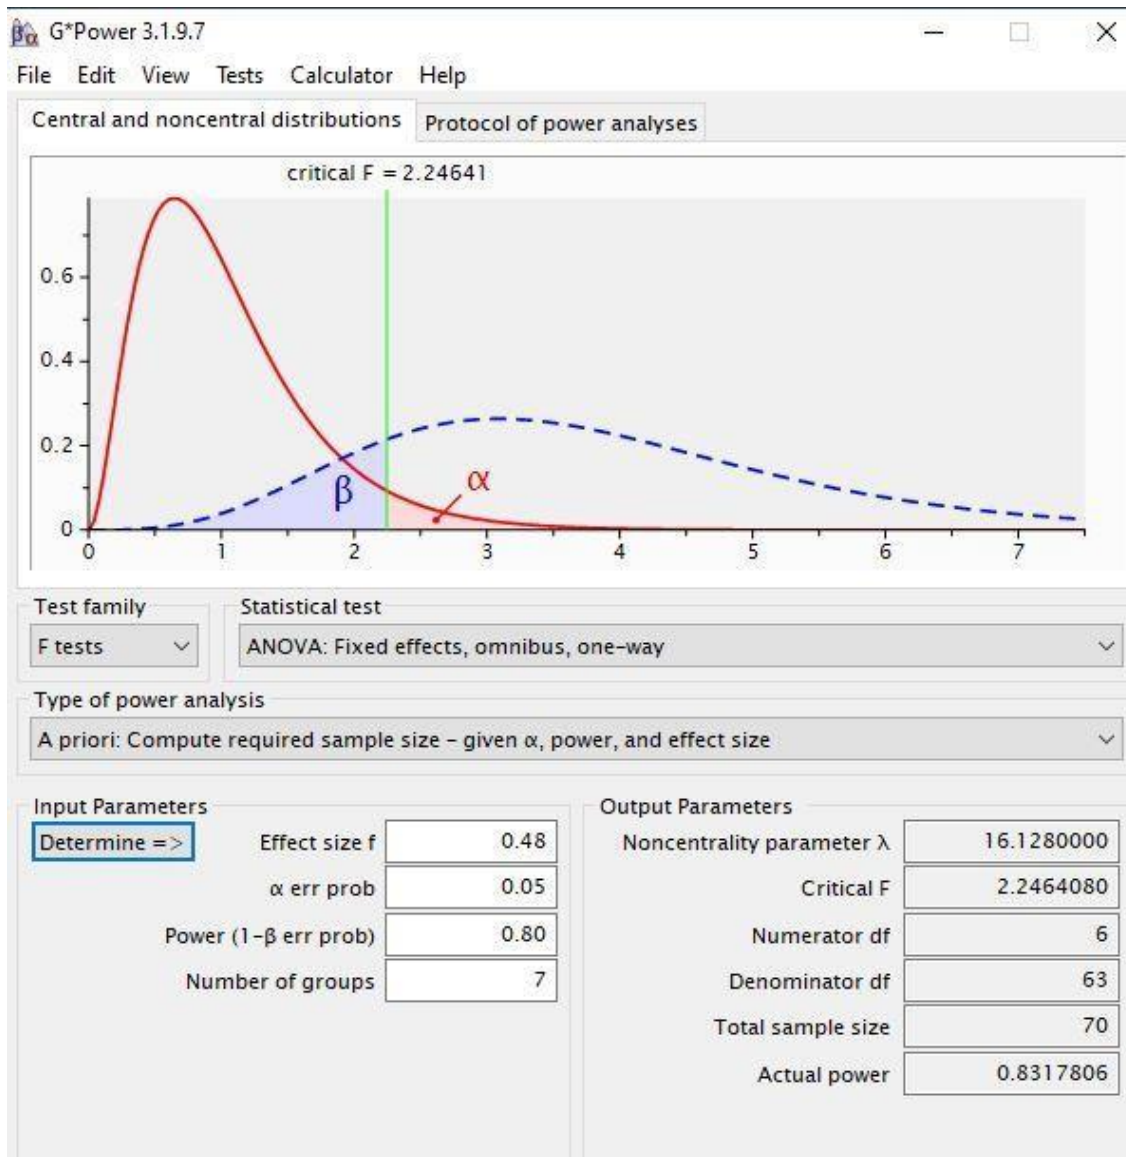 G*Power 3.1.9.7
File Edit View Tests Calculator Help
Central and noncentral distributions Protocol of power analyses
critical F = 2.24641
0.6
0.4
0.2
0
β
α
0 1 2 3 4 5 6 7
Test family Statistical test
F tests ANOVA: Fixed effects, omnibus, one-way
Type of power analysis
A priori: Compute required sample size - given α, power, and effect size
Input Parameters Output Parameters
Determine => Effect size f 0.48 Noncentrality parameter λ 16.1280000
α err prob 0.05 Critical F 2.2464080
Power (1-β err prob) 0.80 Numerator df 6
Number of groups 7 Denominator df 63
Total sample size 70
Actual power 0.8317806